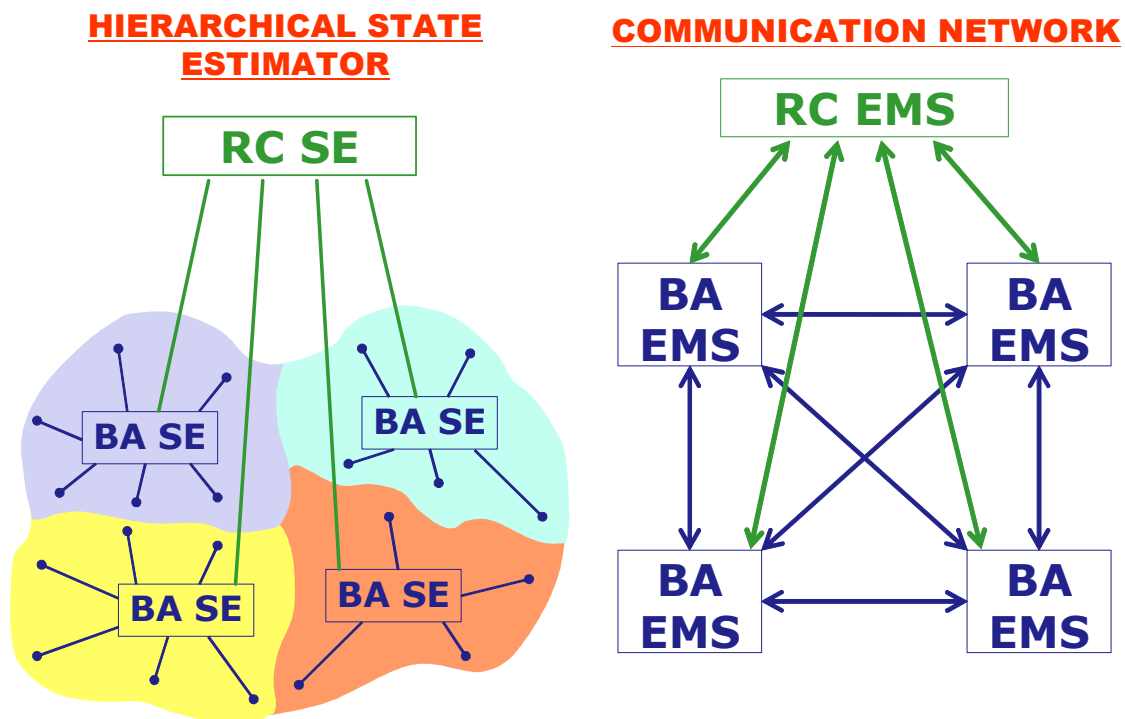 HIERARCHICAL STATE
ESTIMATOR
RC SE
BA SE
BA SE
BA SE
BA SE
COMMUNICATION NETWORK
RC EMS
BA
EMS
BA
EMS
BA
EMS
BA
EMS